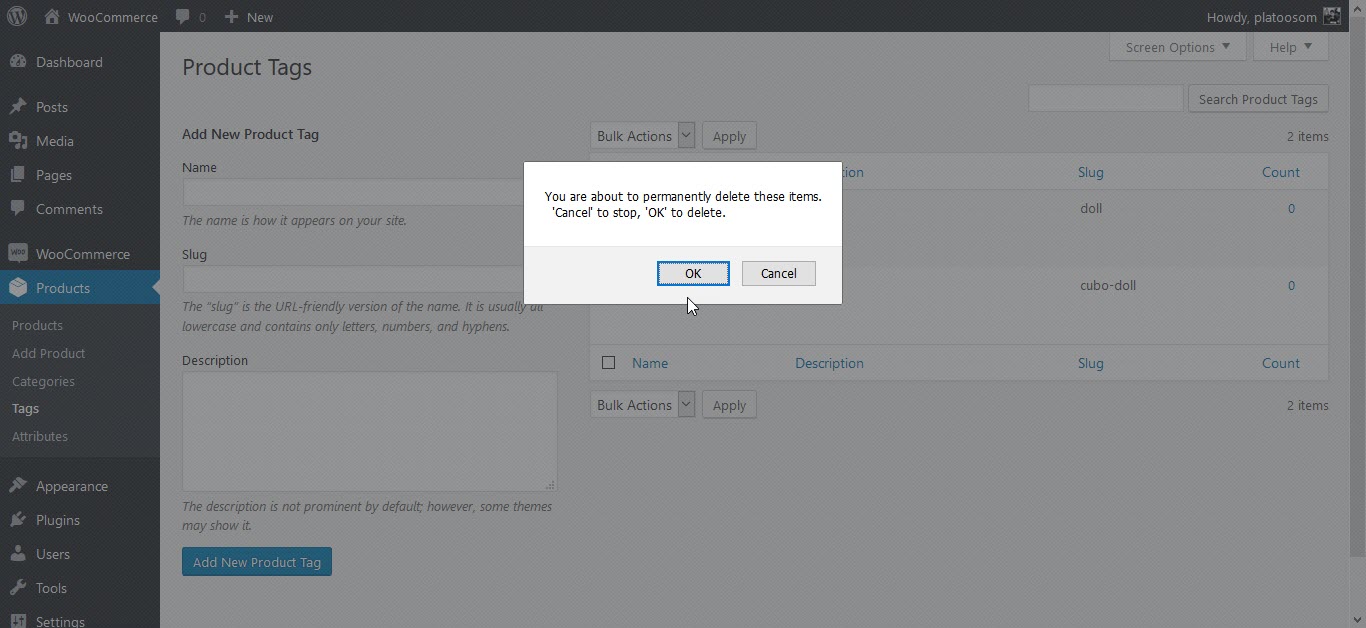 WooCommerce 0 New Howdy, platoosom
Screen Options Help
Dashboard
Posts
Media
Pages
Comments
WooCommerce
Products
Products
Add Product
Categories
Tags
Attributes
Appearance
Plugins
Users
Tools
Settings
Product Tags
Search Product Tags
Add New Product Tag
Name
The name is how it appears on your site.
Slug
The “slug” is the URL-friendly version of the name. It is usually all
lowercase and contains only letters, numbers, and hyphens.
Description
The description is not prominent by default; however, some themes
may show it.
Add New Product Tag
Bulk Actions Apply 2 items
Slug Count
doll 0
cubo-doll 0
Name Description Slug Count
Bulk Actions Apply 2 items
You are about to permanently delete these items.
'Cancel' to stop, 'OK' to delete.
OK Cancel